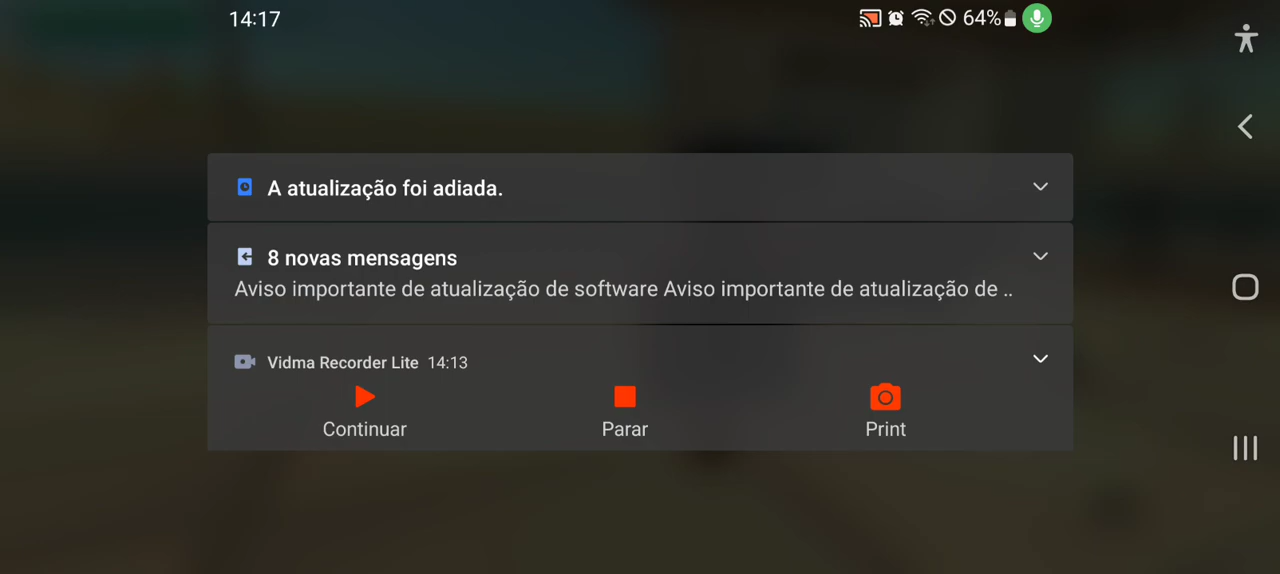 14:17
64%
A atualização foi adiada.
8 novas mensagens
Aviso importante de atualização de software Aviso importante de atualização de ..
Vidma Recorder Lite 14:13
Continuar
Parar
Print